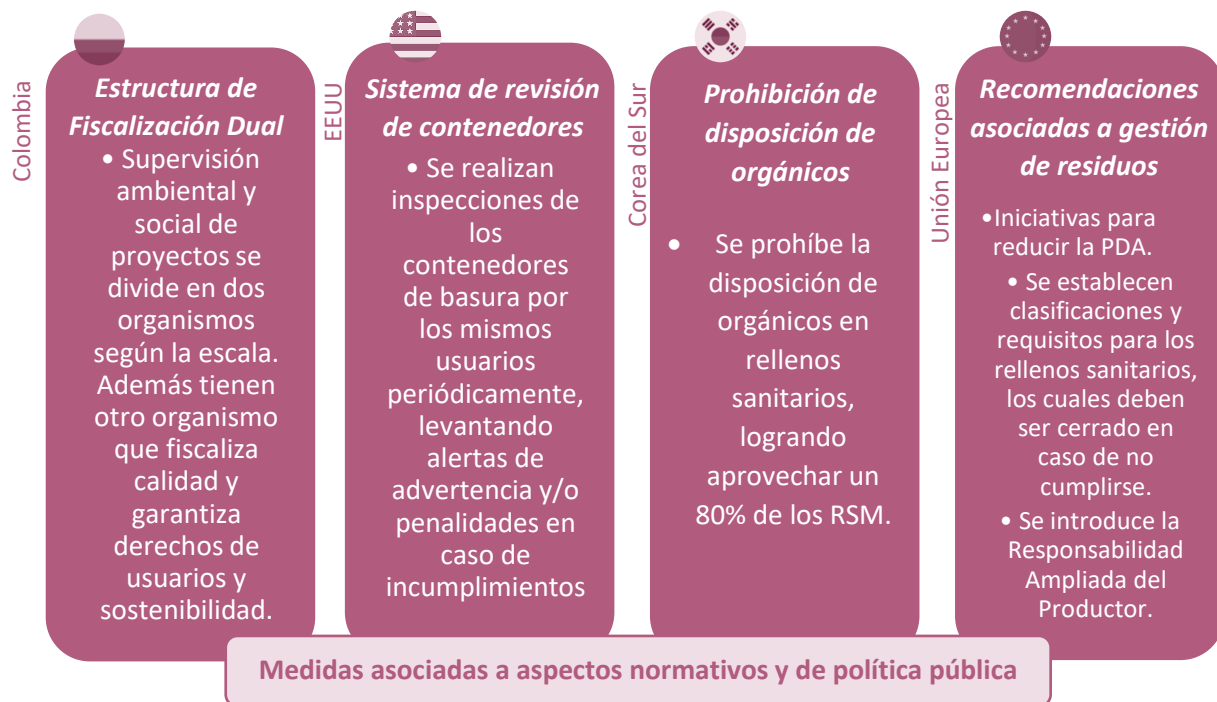 Colombia
Estructura de
Fiscalización Dual
• Supervisión
ambiental y
social de
proyectos se
divide en dos
organismos
según la escala.
Además tienen
otro organismo
que fiscaliza
calidad y
garantiza
derechos de
usuarios y
sostenibilidad.
EEUU
Sistema de revisión
de contenedores
• Se realizan
inspecciones de
los
contenedores
de basura por
los mismos
usuarios
periódicamente,
levantando
alertas de
advertencia y/o
penalidades en
caso de
incumplimientos
Corea del Sur
Prohibición de
disposición de
orgánicos
• Se prohíbe la
disposición de
orgánicos en
rellenos
sanitarios,
logrando
aprovechar un
80% de los RSM.
Unión Europea
Recomendaciones
asociadas a gestión
de residuos
•Iniciativas para
reducir la PDA.
• Se establecen
clasificaciones y
requisitos para los
rellenos sanitarios,
los cuales deben
ser cerrado en
caso de no
cumplirse.
• Se introduce la
Responsabilidad
Ampliada del
Productor.
Medidas asociadas a aspectos normativos y de política pública